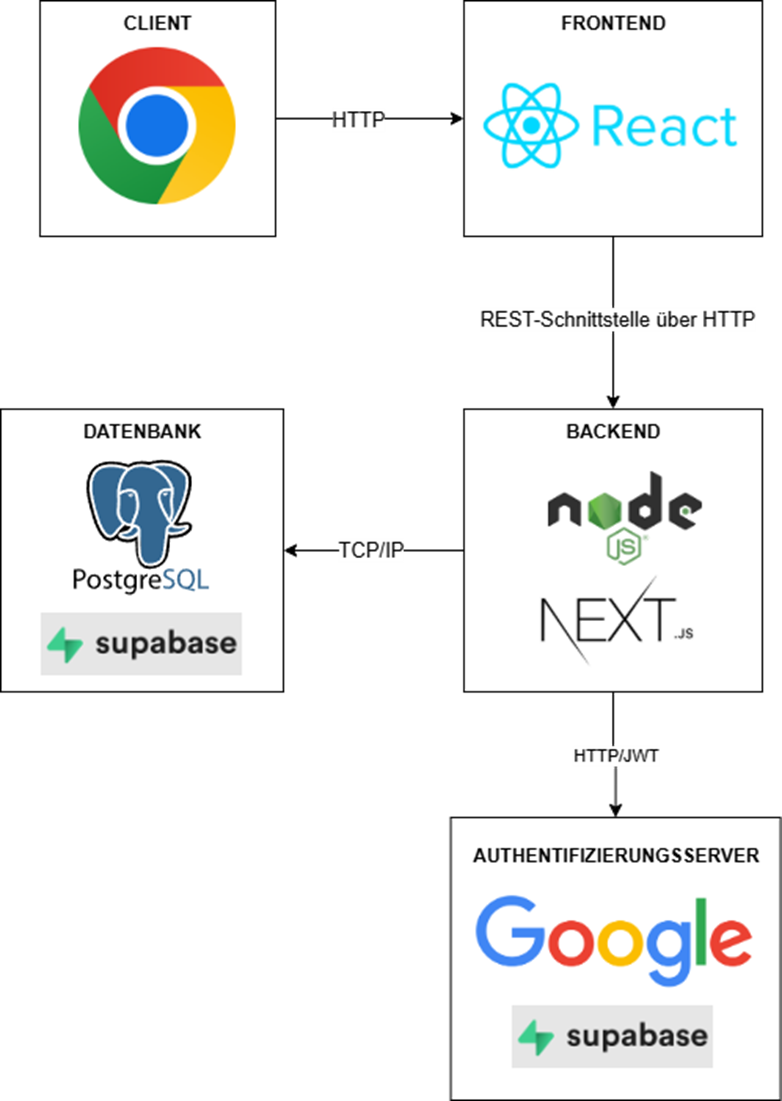 CLIENT
FRONTEND
HTTP
React
REST-Schnittstelle über HTTP
DATENBANK
BACKEND
PostgreSQL
supabase
TCP/IP
node
JS
NEXT.JS
HTTP/JWT
AUTHENTIFIZIERUNGSSERVER
Google
supabase